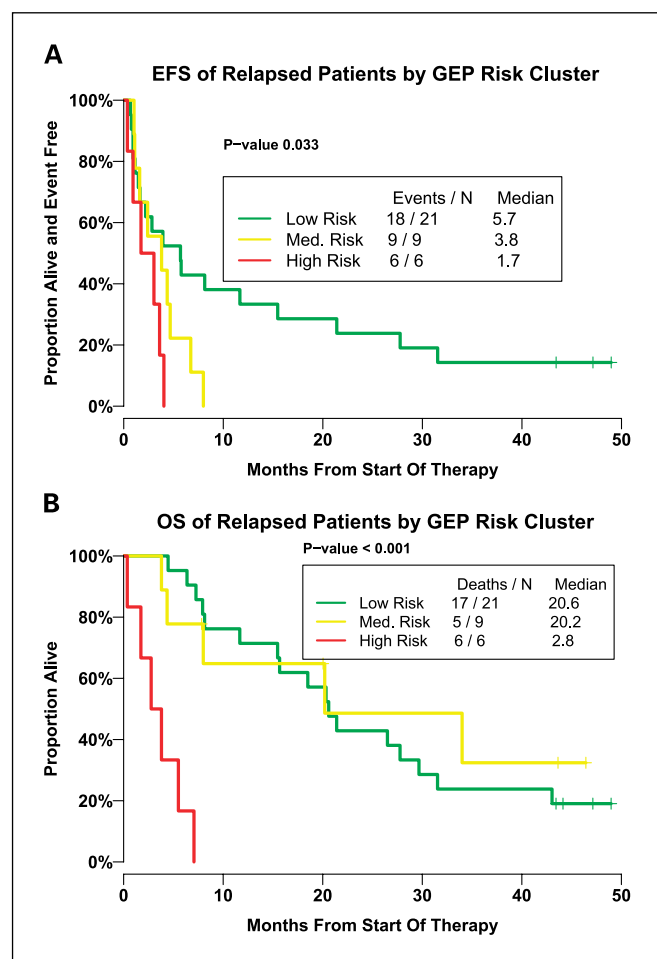 A
EFS of Relapsed Patients by GEP Risk Cluster
P-value 0.033
Events / N Median
Low Risk 18 / 21 5.7
Med. Risk 9 / 9 3.8
High Risk 6 / 6 1.7
Proportion Alive and Event Free
100%
80%
60%
40%
20%
0%
0 10 20 30 40 50
Months From Start Of Therapy
B
OS of Relapsed Patients by GEP Risk Cluster
P-value < 0.001
Deaths / N Median
Low Risk 17 / 21 20.6
Med. Risk 5 / 9 20.2
High Risk 6 / 6 2.8
Proportion Alive
100%
80%
60%
40%
20%
0%
0 10 20 30 40 50
Months From Start Of Therapy